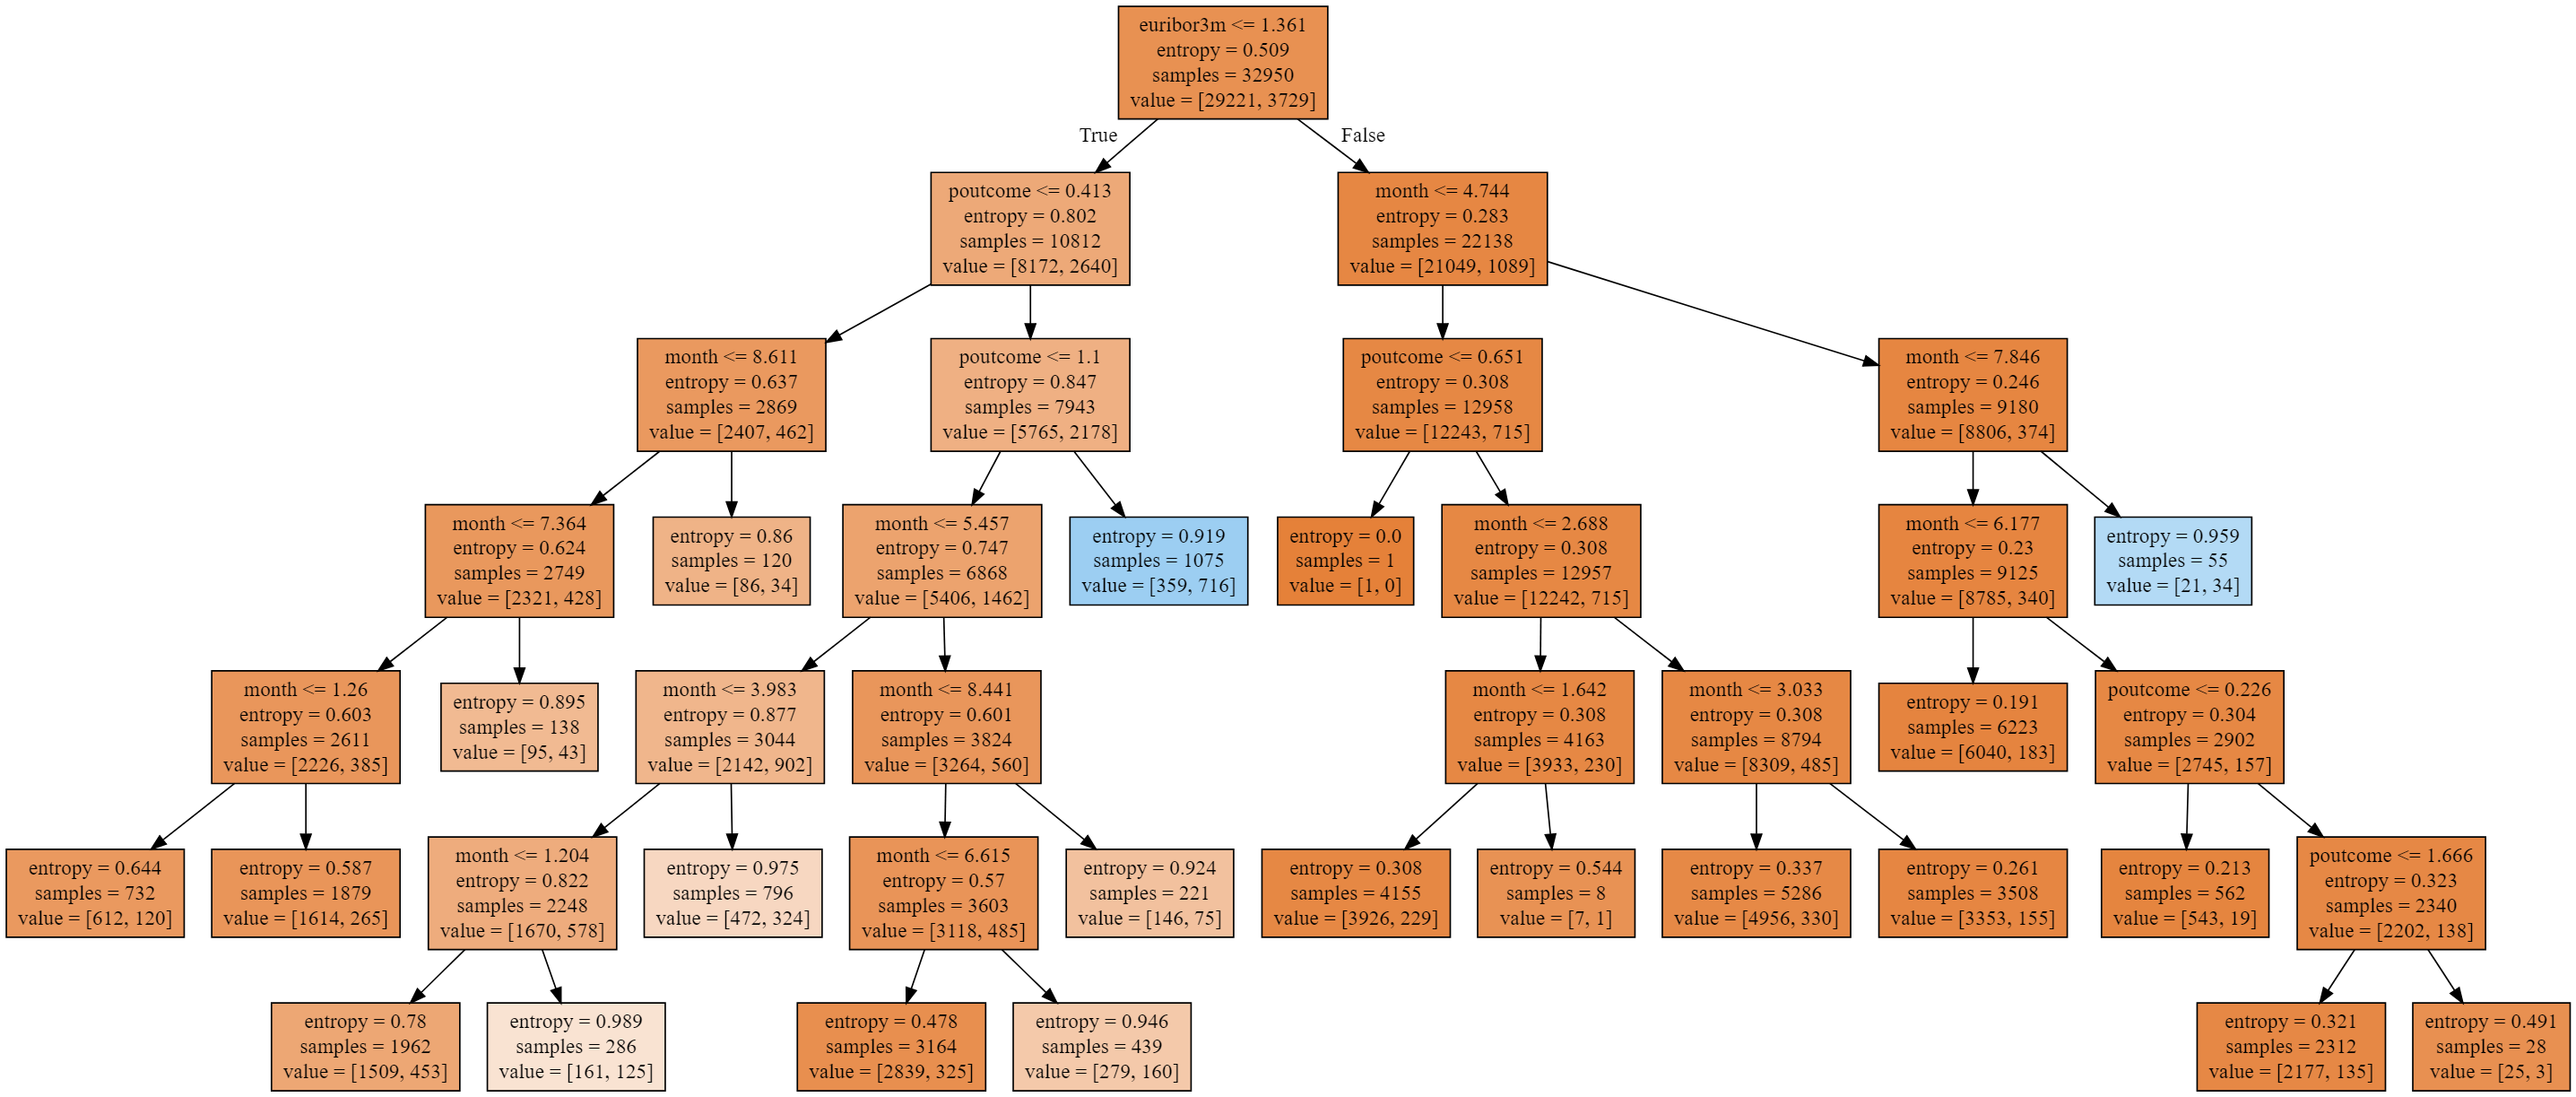 euribor3m <= 1.361
entropy = 0.509
samples = 32950
value = [29221, 3729]
True
False
poutcome <= 0.413
entropy = 0.802
samples = 10812
value = [8172, 2640]
month <= 4.744
entropy = 0.283
samples = 22138
value = [21049, 1089]
month <= 8.611
entropy = 0.637
samples = 2869
value = [2407, 462]
poutcome <= 1.1
entropy = 0.847
samples = 7943
value = [5765, 2178]
poutcome <= 0.651
entropy = 0.308
samples = 12958
value = [12243, 715]
month <= 7.846
entropy = 0.246
samples = 9180
value = [8806, 374]
month <= 7.364
entropy = 0.624
samples = 2749
value = [2321, 428]
entropy = 0.86
samples = 120
value = [86, 34]
month <= 5.457
entropy = 0.747
samples = 6868
value = [5406, 1462]
entropy = 0.919
samples = 1075
value = [359, 716]
entropy = 0.0
samples = 1
value = [1, 0]
month <= 2.688
entropy = 0.308
samples = 12957
value = [12242, 715]
month <= 6.177
entropy = 0.23
samples = 9125
value = [8785, 340]
entropy = 0.959
samples = 55
value = [21, 34]
month <= 1.26
entropy = 0.603
samples = 2611
value = [2226, 385]
entropy = 0.895
samples = 138
value = [95, 43]
month <= 3.983
entropy = 0.877
samples = 3044
value = [2142, 902]
month <= 8.441
entropy = 0.601
samples = 3824
value = [3264, 560]
month <= 1.642
entropy = 0.308
samples = 4163
value = [3933, 230]
month <= 3.033
entropy = 0.308
samples = 8794
value = [8309, 485]
entropy = 0.191
samples = 6223
value = [6040, 183]
poutcome <= 0.226
entropy = 0.304
samples = 2902
value = [2745, 157]
entropy = 0.644
samples = 732
value = [612, 120]
entropy = 0.587
samples = 1879
value = [1614, 265]
month <= 1.204
entropy = 0.822
samples = 2248
value = [1670, 578]
entropy = 0.975
samples = 796
value = [472, 324]
month <= 6.615
entropy = 0.57
samples = 3603
value = [3118, 485]
entropy = 0.924
samples = 221
value = [146, 75]
entropy = 0.308
samples = 4155
value = [3926, 229]
entropy = 0.544
samples = 8
value = [7, 1]
entropy = 0.337
samples = 5286
value = [4956, 330]
entropy = 0.261
samples = 3508
value = [3353, 155]
entropy = 0.213
samples = 562
value = [543, 19]
poutcome <= 1.666
entropy = 0.323
samples = 2340
value = [2202, 138]
entropy = 0.78
samples = 1962
value = [1509, 453]
entropy = 0.989
samples = 286
value = [161, 125]
entropy = 0.478
samples = 3164
value = [2839, 325]
entropy = 0.946
samples = 439
value = [279, 160]
entropy = 0.321
samples = 2312
value = [2177, 135]
entropy = 0.491
samples = 28
value = [25, 3]